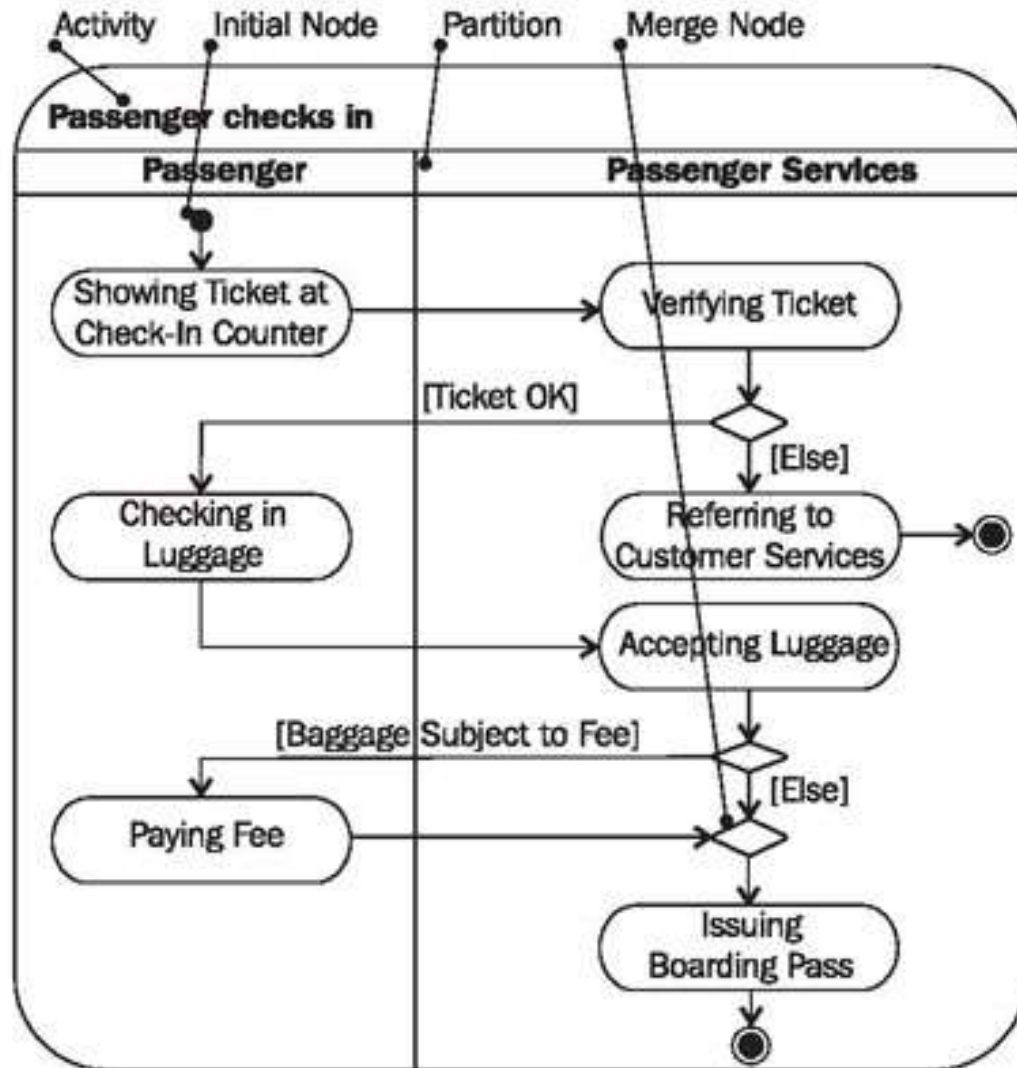 Activity Initial Node Partition Merge Node
Passenger checks in
Passenger Passenger Services
Showing Ticket at
Check-In Counter
Verifying Ticket
[Ticket OK]
[Else]
Checking in
Luggage
Referring to
Customer Services
Accepting Luggage
[Baggage Subject to Fee]
[Else]
Paying Fee
Issuing
Boarding Pass